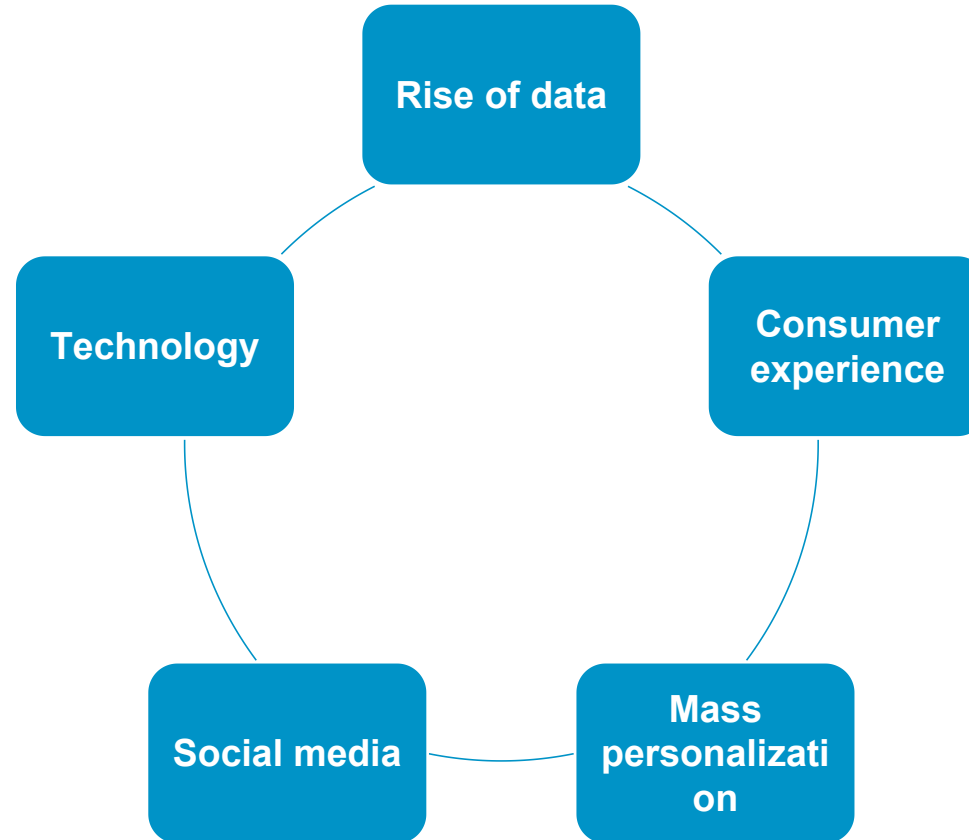 Rise of data
Consumer
experience
Mass
personalizati
on
Social media
Technology